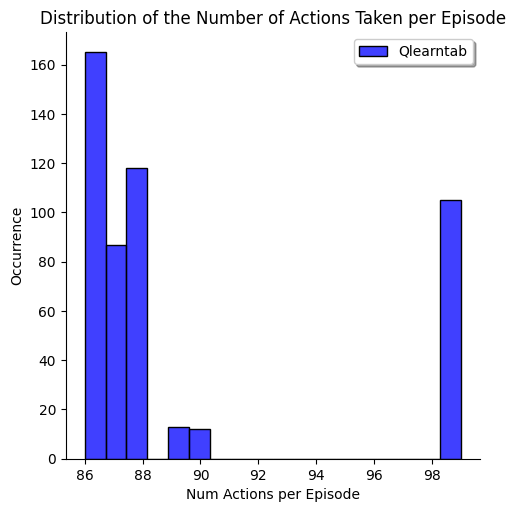 Distribution of the Number of Actions Taken per Episode
Qlearntab
160
140
120
100
80
60
40
20
0
Occurrence
86 88 90 92 94 96 98
Num Actions per Episode